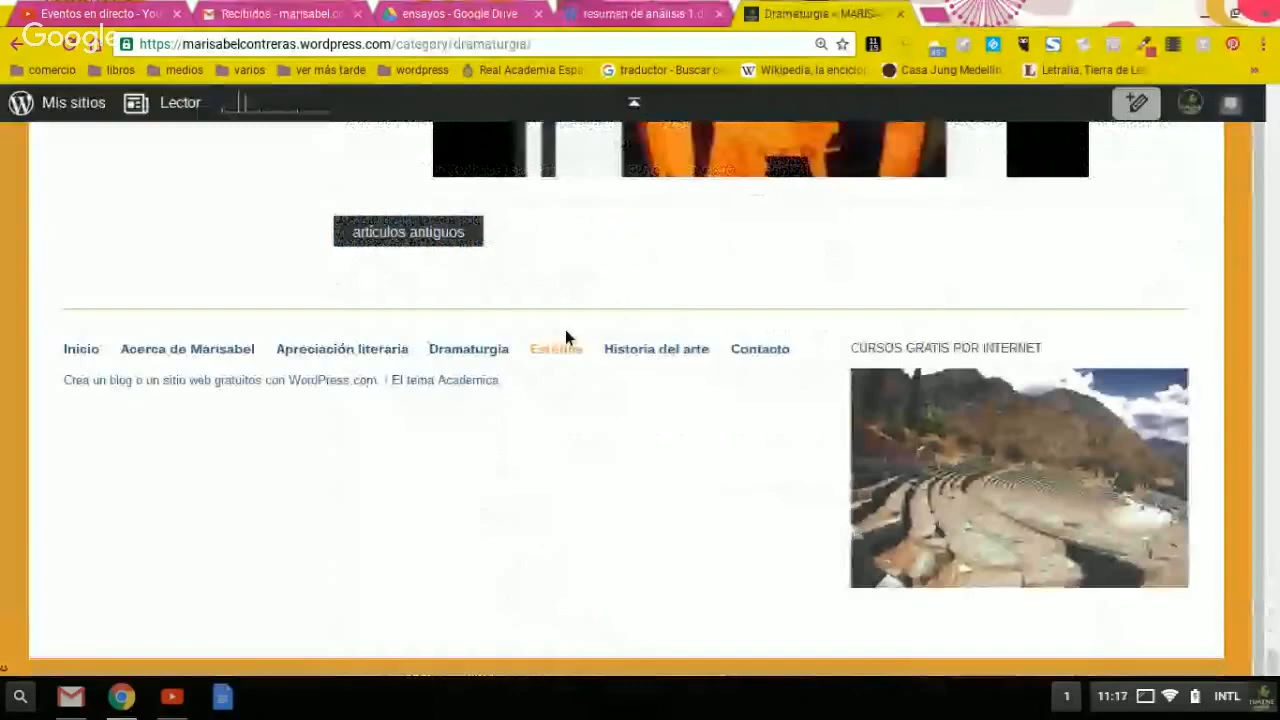 Eventos en directo - You
Recibidos - marisabel.co
ensayos - Google Drive
resumen de análisis 1.d
Dramaturgia « MARIS
Google
https://marisabelcontreras.wordpress.com/category/dramaturgia/
comercio
libros
medios
varios
ver más tarde
wordpress
Real Academia Espa
traductor - Buscar c
Wikipedia, la enciclo
Casa Jung Medellín
Letralia, Tierra de Le
»
Mis sitios
Lector
artículos antiguos
Inicio Acerca de Marisabel Apreciación literaria Dramaturgia Historia del arte Contacto
CURSOS GRATIS POR INTERNET
Crea un blog o un sitio web gratuitos con WordPress.com. | El tema Academica.
1
11:17
INTL